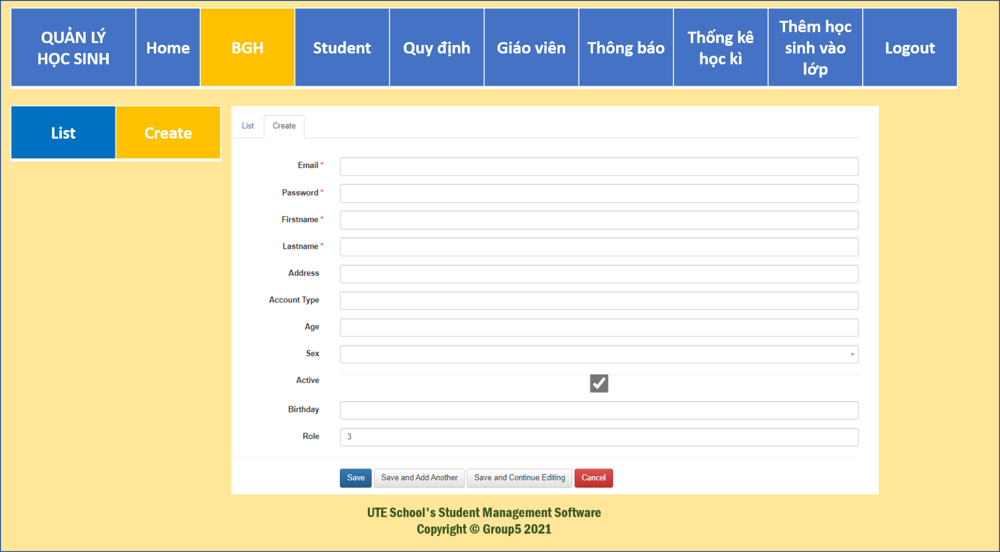 QUẢN LÝ
HỌC SINH
Home
BGH
Student
Quy định
Giáo viên
Thông báo
Thống kê
học kì
Thêm học
sinh vào
lớp
Logout
List
Create
List
Create
Email *
Password *
Firstname *
Lastname *
Address
Account Type
Age
Sex
Active
Birthday
Role
3
Save
Save and Add Another
Save and Continue Editing
Cancel
UTE School's Student Management Software
Copyright © Group5 2021